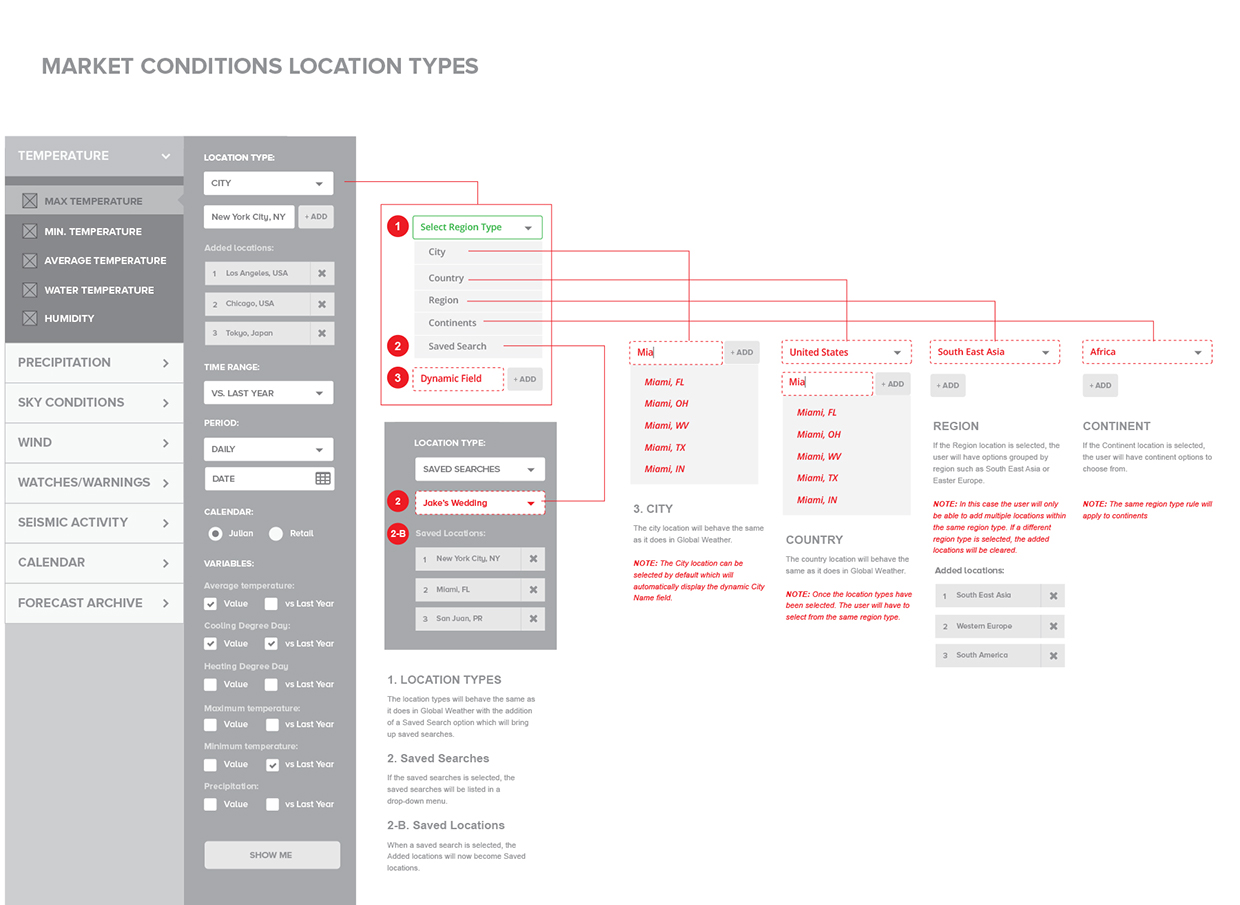 MARKET CONDITIONS LOCATION TYPES
TEMPERATURE
MAX TEMPERATURE
MIN. TEMPERATURE
AVERAGE TEMPERATURE
WATER TEMPERATURE
HUMIDITY
PRECIPITATION
SKY CONDITIONS
WIND
WATCHES/WARNINGS
SEISMIC ACTIVITY
CALENDAR
FORECAST ARCHIVE
LOCATION TYPE:
CITY
New York City, NY
+ ADD
Added locations:
1 Los Angeles, USA
2 Chicago, USA
3 Tokyo, Japan
TIME RANGE:
VS. LAST YEAR
PERIOD:
DAILY
DATE
CALENDAR:
Julian Retail
VARIABLES:
Average temperature:
Value vs Last Year
Cooling Degree Day:
Value vs Last Year
Heating Degree Day
Value vs Last Year
Maximum temperature:
Value vs Last Year
Minimum temperature:
Value vs Last Year
Precipitation:
Value vs Last Year
SHOW ME
1 Select Region Type
City
Country
Region
Continents
2 Saved Search
3 Dynamic Field + ADD
LOCATION TYPE:
SAVED SEARCHES
2 Jake's Wedding
2-B Saved Locations:
1 New York City, NY
2 Miami, FL
3 San Juan, PR
1. LOCATION TYPES
The location types will behave the same as
it does in Global Weather with the addition
of a Saved Search option which will bring
up saved searches.
2. Saved Searches
If the saved searches is selected, the
saved searches will be listed in a
drop-down menu.
2-B. Saved Locations
When a saved search is selected, the
Added locations will now become Saved
locations.
Mia + ADD
Miami, FL
Miami, OH
Miami, WV
Miami, TX
Miami, IN
3. CITY
The city location will behave the same
as it does in Global Weather.
NOTE: The City location can be
selected by default which will
automatically display the dynamic City
Name field.
United States
Mia + ADD
Miami, FL
Miami, OH
Miami, WV
Miami, TX
Miami, IN
COUNTRY
The country location will behave the
same as it does in Global Weather.
NOTE: Once the location types have
been selected. The user will have to
select from the same region type.
South East Asia
+ ADD
REGION
If the Region location is selected, the
user will have options grouped by
region such as South East Asia or
Easter Europe.
NOTE: In this case the user will only
be able to add multiple locations within
the same region type. If a different
region type is selected, the added
locations will be cleared.
Added locations:
1 South East Asia
2 Western Europe
3 South America
Africa
+ ADD
CONTINENT
If the Continent location is selected,
the user will have continent options to
choose from.
NOTE: The same region type rule will
apply to continents